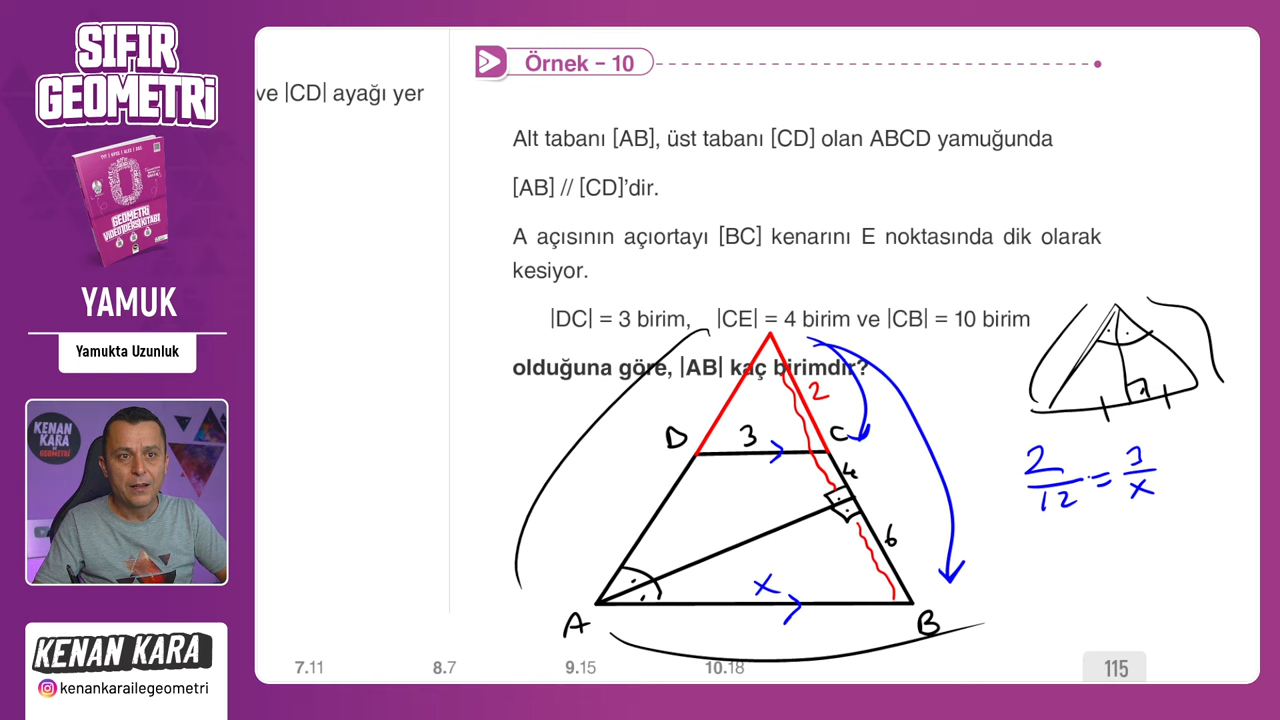 SIFIR
GEOMETRİ
GEOMETRİ
VİDEO DERS KİTABI
YAMUK
Yamukta Uzunluk
KENAN
KARA
KENAN KARA
kenankarailegeometri
ve |CD| ayağı yer
Örnek – 10
Alt tabanı [AB], üst tabanı [CD] olan ABCD yamuğunda
[AB] // [CD]’dir.
A açısının açıortayı [BC] kenarını E noktasında dik olarak
kesiyor.
|DC| = 3 birim, |CE| = 4 birim ve |CB| = 10 birim
olduğuna göre, |AB| kaç birimdir?
2
D 3 C
4
6
x
A B
2/12 = 3/x
7.11 8.7 9.15 10.18
115